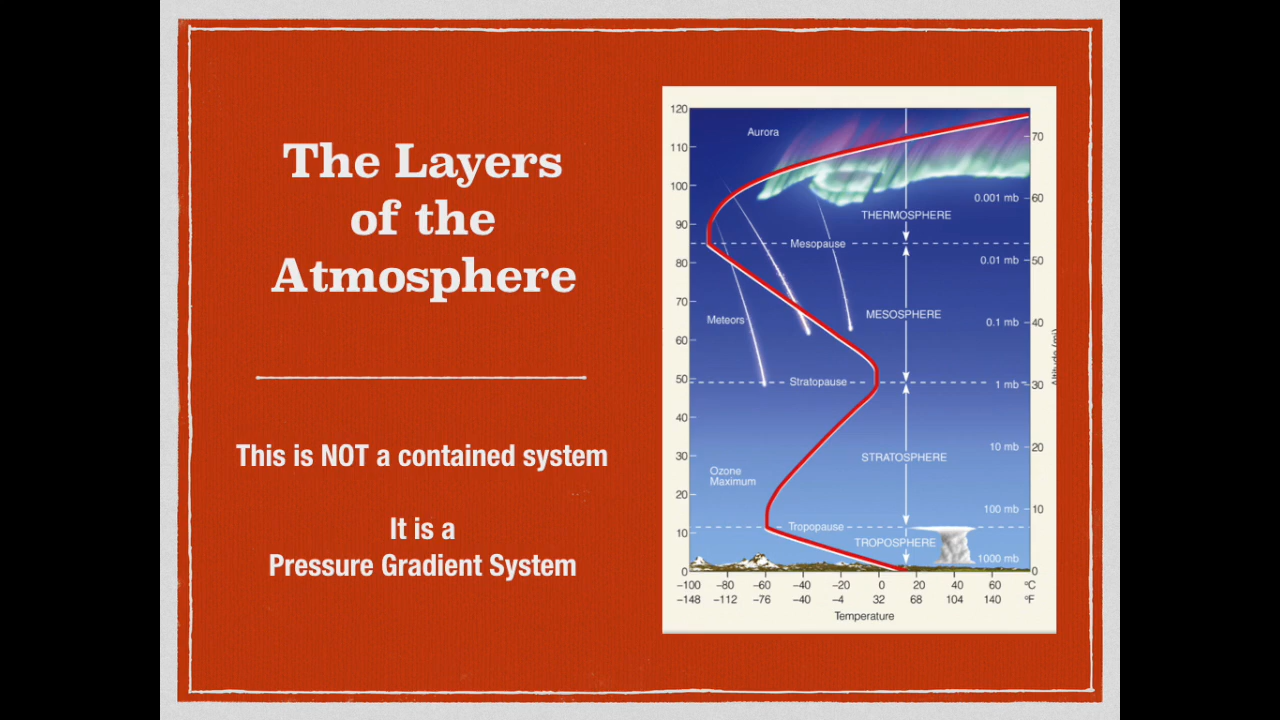 The Layers
of the
Atmosphere
This is NOT a contained system
It is a
Pressure Gradient System
120
110
100
90
80
70
60
50
40
30
20
10
0
Aurora
THERMOSPHERE
Mesopause
MESOSPHERE
Meteors
Stratopause
STRATOSPHERE
Ozone
Maximum
Tropopause
TROPOSPHERE
0.001 mb
0.01 mb
0.1 mb
1 mb
10 mb
100 mb
1000 mb
70
60
50
40
30
20
10
0
Altitude (mi)
−100 −80 −60 −40 −20 0 20 40 60 °C
−148 −112 −76 −40 −4 32 68 104 140 °F
Temperature